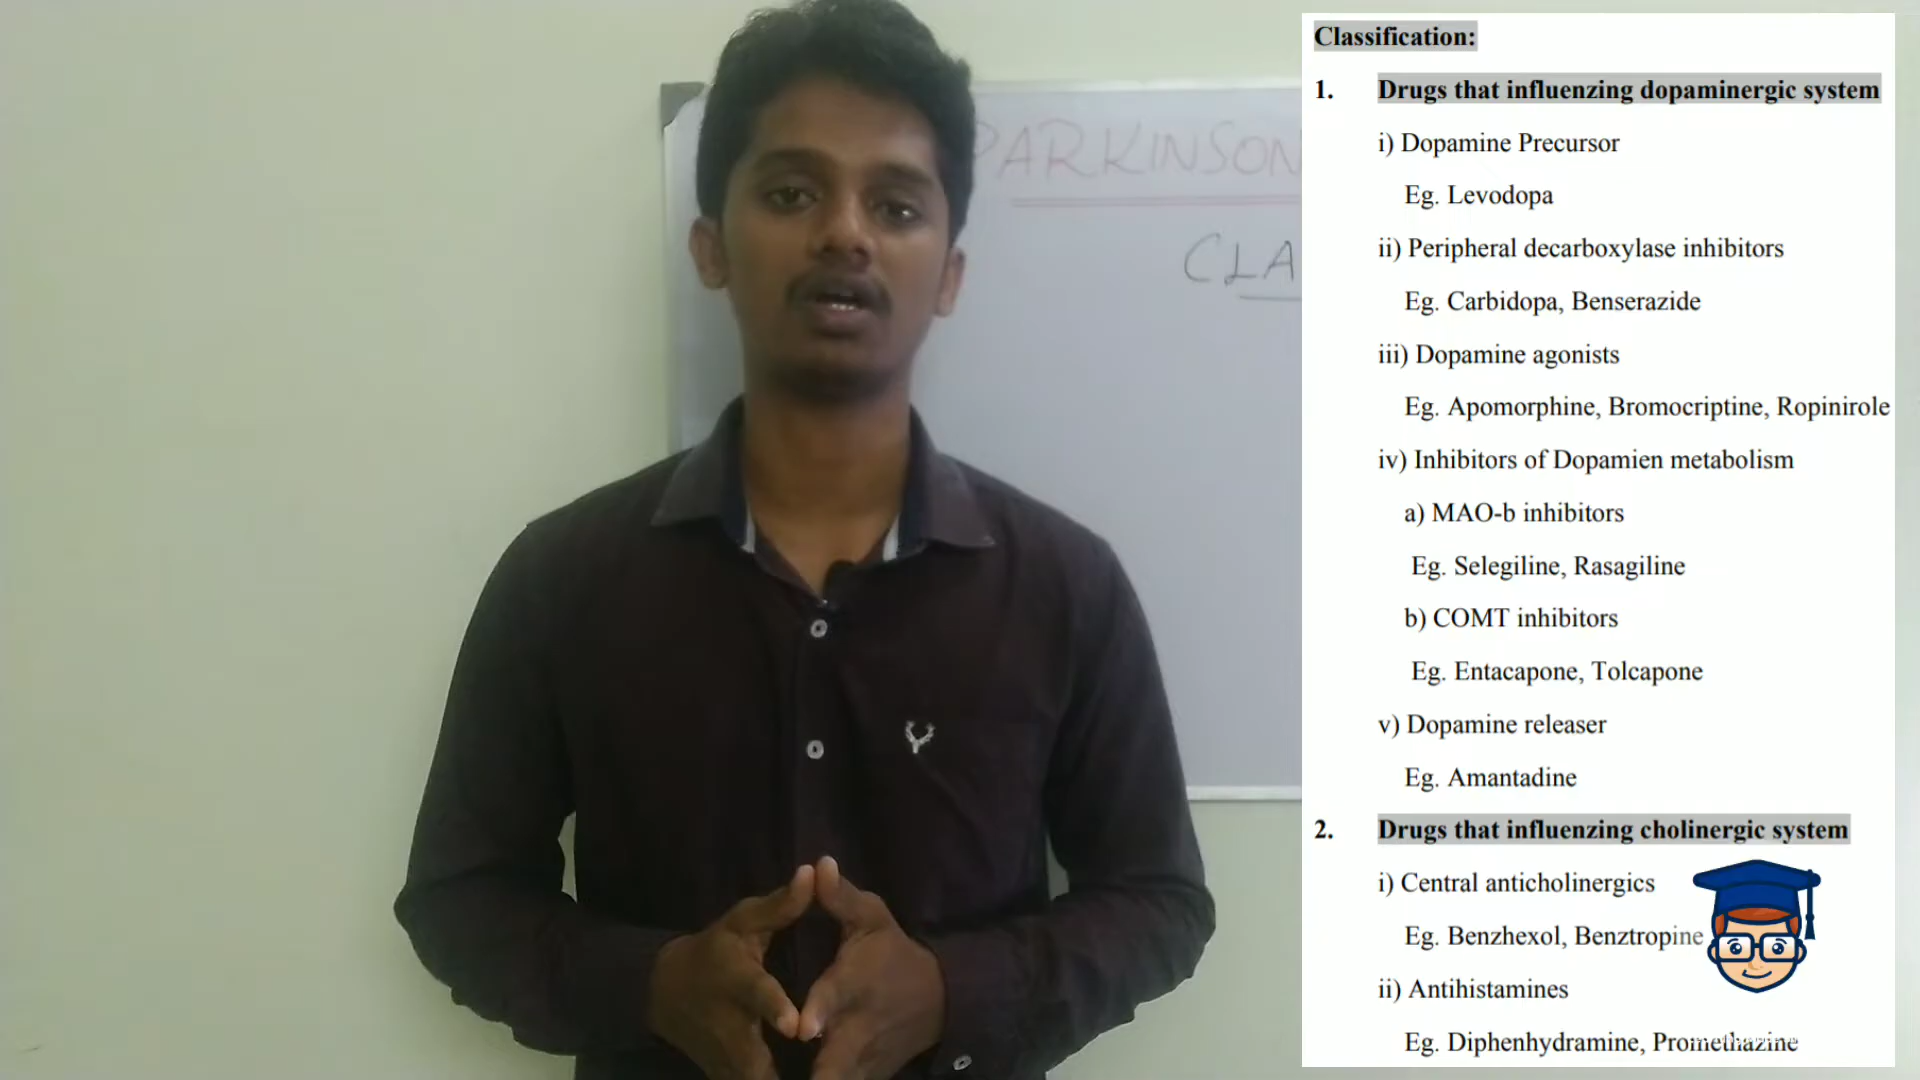 PARKINSON
CLA
Classification:
1. Drugs that influenzing dopaminergic system
i) Dopamine Precursor
Eg. Levodopa
ii) Peripheral decarboxylase inhibitors
Eg. Carbidopa, Benserazide
iii) Dopamine agonists
Eg. Apomorphine, Bromocriptine, Ropinirole
iv) Inhibitors of Dopamien metabolism
a) MAO-b inhibitors
Eg. Selegiline, Rasagiline
b) COMT inhibitors
Eg. Entacapone, Tolcapone
v) Dopamine releaser
Eg. Amantadine
2. Drugs that influenzing cholinergic system
i) Central anticholinergics
Eg. Benzhexol, Benztropine
ii) Antihistamines
Eg. Diphenhydramine, Promethazine